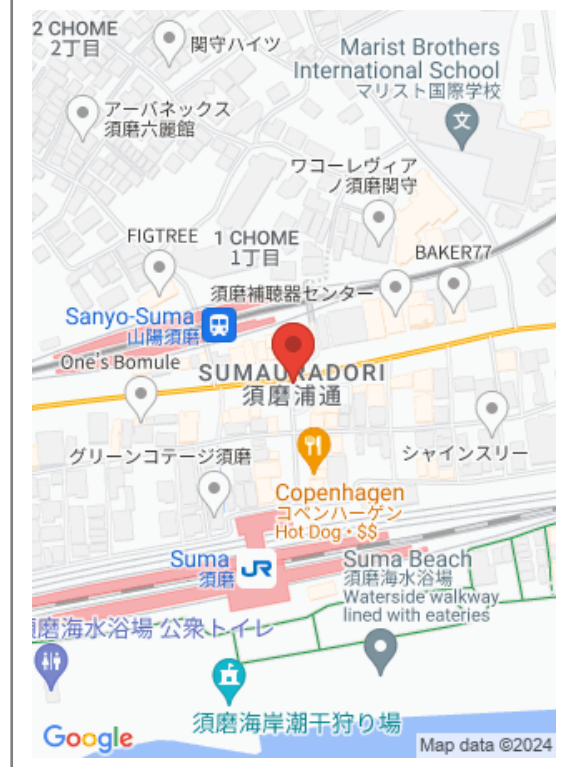 2 CHOME
2丁目
関守ハイツ
Marist Brothers
International School
マリスト国際学校
アーバネックス
須磨六麗館
ワコーレヴィア
ノ須磨関守
FIGTREE
1 CHOME
1丁目
BAKER77
須磨補聴器センター
Sanyo-Suma
山陽須磨
One's Bomule
SUMAURADORI
須磨浦通
グリーンコテージ須磨
シャインスリー
Copenhagen
コペンハーゲン
Hot Dog・$$
Suma
須磨
JR
Suma Beach
須磨海水浴場
Waterside walkway
lined with eateries
須磨海水浴場 公衆トイレ
須磨海岸潮干狩り場
Google
Map data ©2024